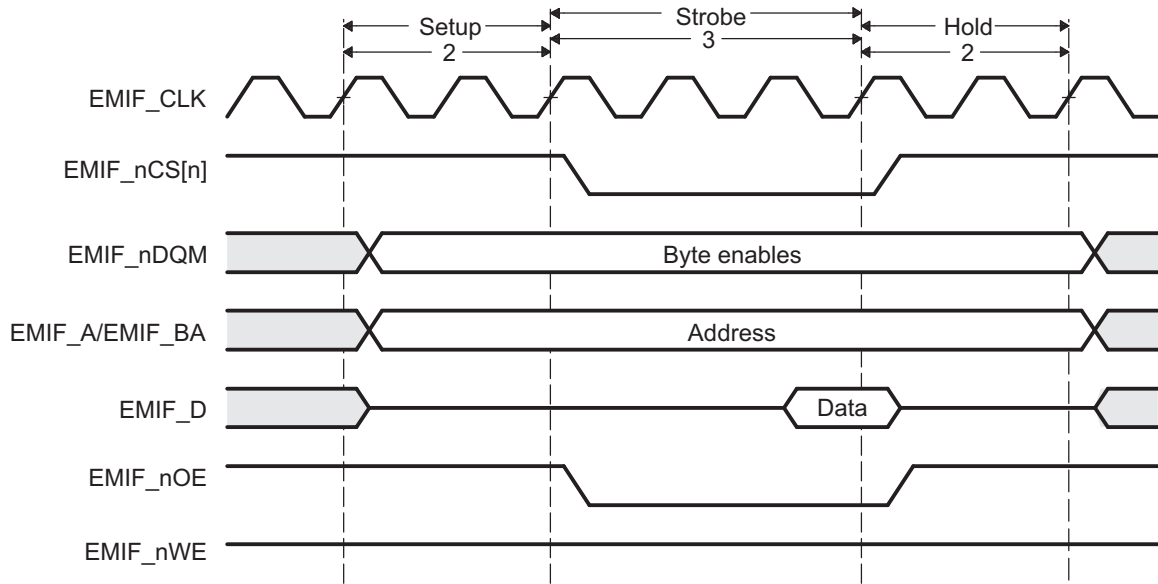 Setup
2
Strobe
3
Hold
2
EMIF_CLK
EMIF_nCS[n]
EMIF_nDQM
Byte enables
EMIF_A/EMIF_BA
Address
EMIF_D
Data
EMIF_nOE
EMIF_nWE